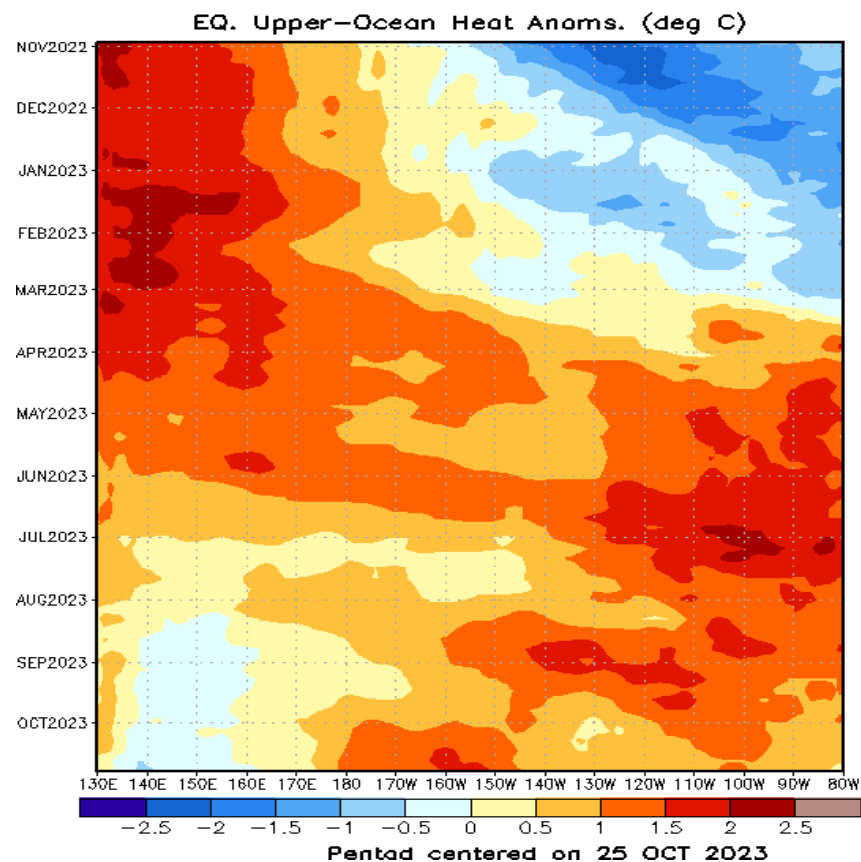 EQ. Upper-Ocean Heat Anoms. (deg C)
NOV2022
DEC2022
JAN2023
FEB2023
MAR2023
APR2023
MAY2023
JUN2023
JUL2023
AUG2023
SEP2023
OCT2023
130E 140E 150E 160E 170E 180 170W 160W 150W 140W 130W 120W 110W 100W 90W 80W
-2.5 -2 -1.5 -1 -0.5 0 0.5 1 1.5 2 2.5
Pentad centered on 25 OCT 2023